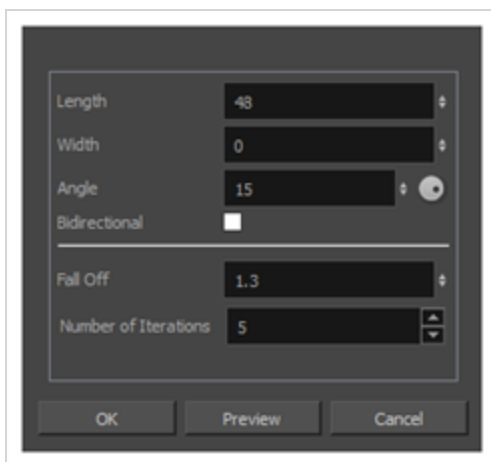 Length 48
Width 0
Angle 15
Bidirectional
Fall Off 1.3
Number of Iterations 5
OK Preview Cancel